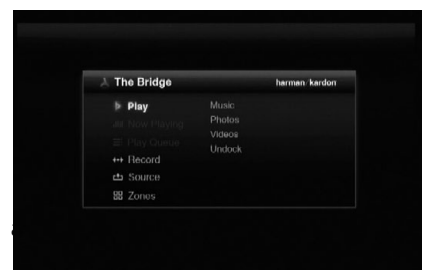 The Bridge harman/kardon
Play
Now Playing
Play Queue
Record
Source
Zones
Music
Photos
Videos
Undock